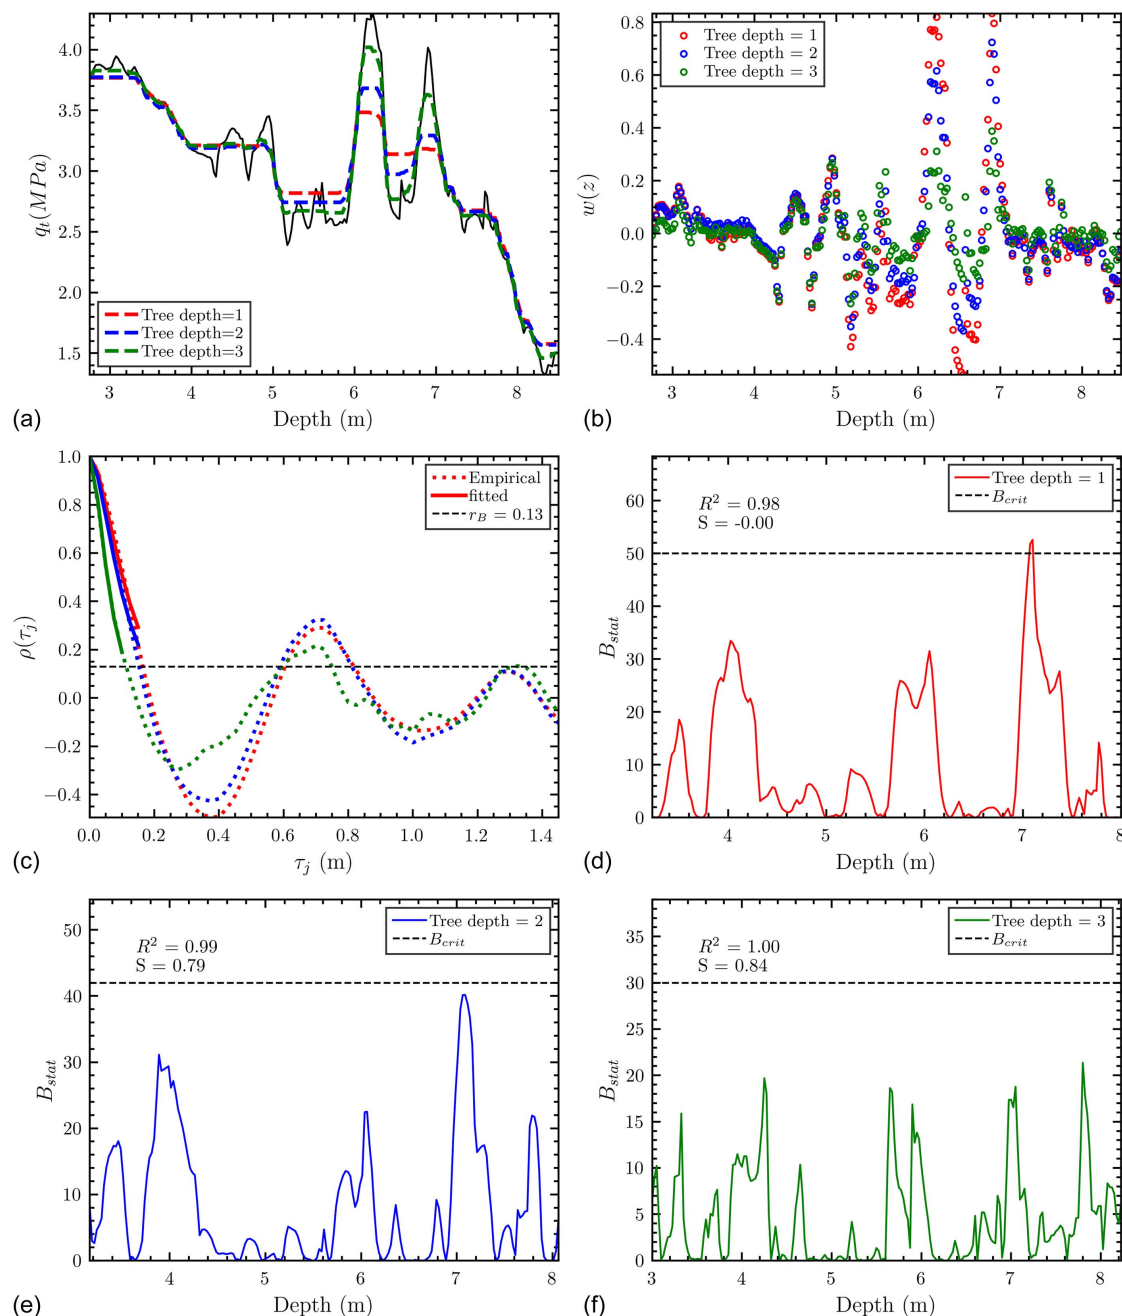 4.0
3.5
3.0
2.5
2.0
1.5
q_t(MPa)
Tree depth=1
Tree depth=2
Tree depth=3
3 4 5 6 7 8
(a) Depth (m)
0.8
0.6
0.4
0.2
0.0
−0.2
−0.4
w(z)
Tree depth = 1
Tree depth = 2
Tree depth = 3
3 4 5 6 7 8
(b) Depth (m)
1.0
0.8
0.6
0.4
0.2
0.0
−0.2
−0.4
ρ(τ_j)
Empirical
fitted
r_B = 0.13
0.0 0.2 0.4 0.6 0.8 1.0 1.2 1.4
(c) τ_j (m)
60
50
40
30
20
10
0
B_stat
R² = 0.98
S = -0.00
Tree depth = 1
B_crit
4 5 6 7 8
(d) Depth (m)
50
40
30
20
10
0
B_stat
R² = 0.99
S = 0.79
Tree depth = 2
B_crit
4 5 6 7 8
(e) Depth (m)
35
30
25
20
15
10
5
0
B_stat
R² = 1.00
S = 0.84
Tree depth = 3
B_crit
3 4 5 6 7 8
(f) Depth (m)